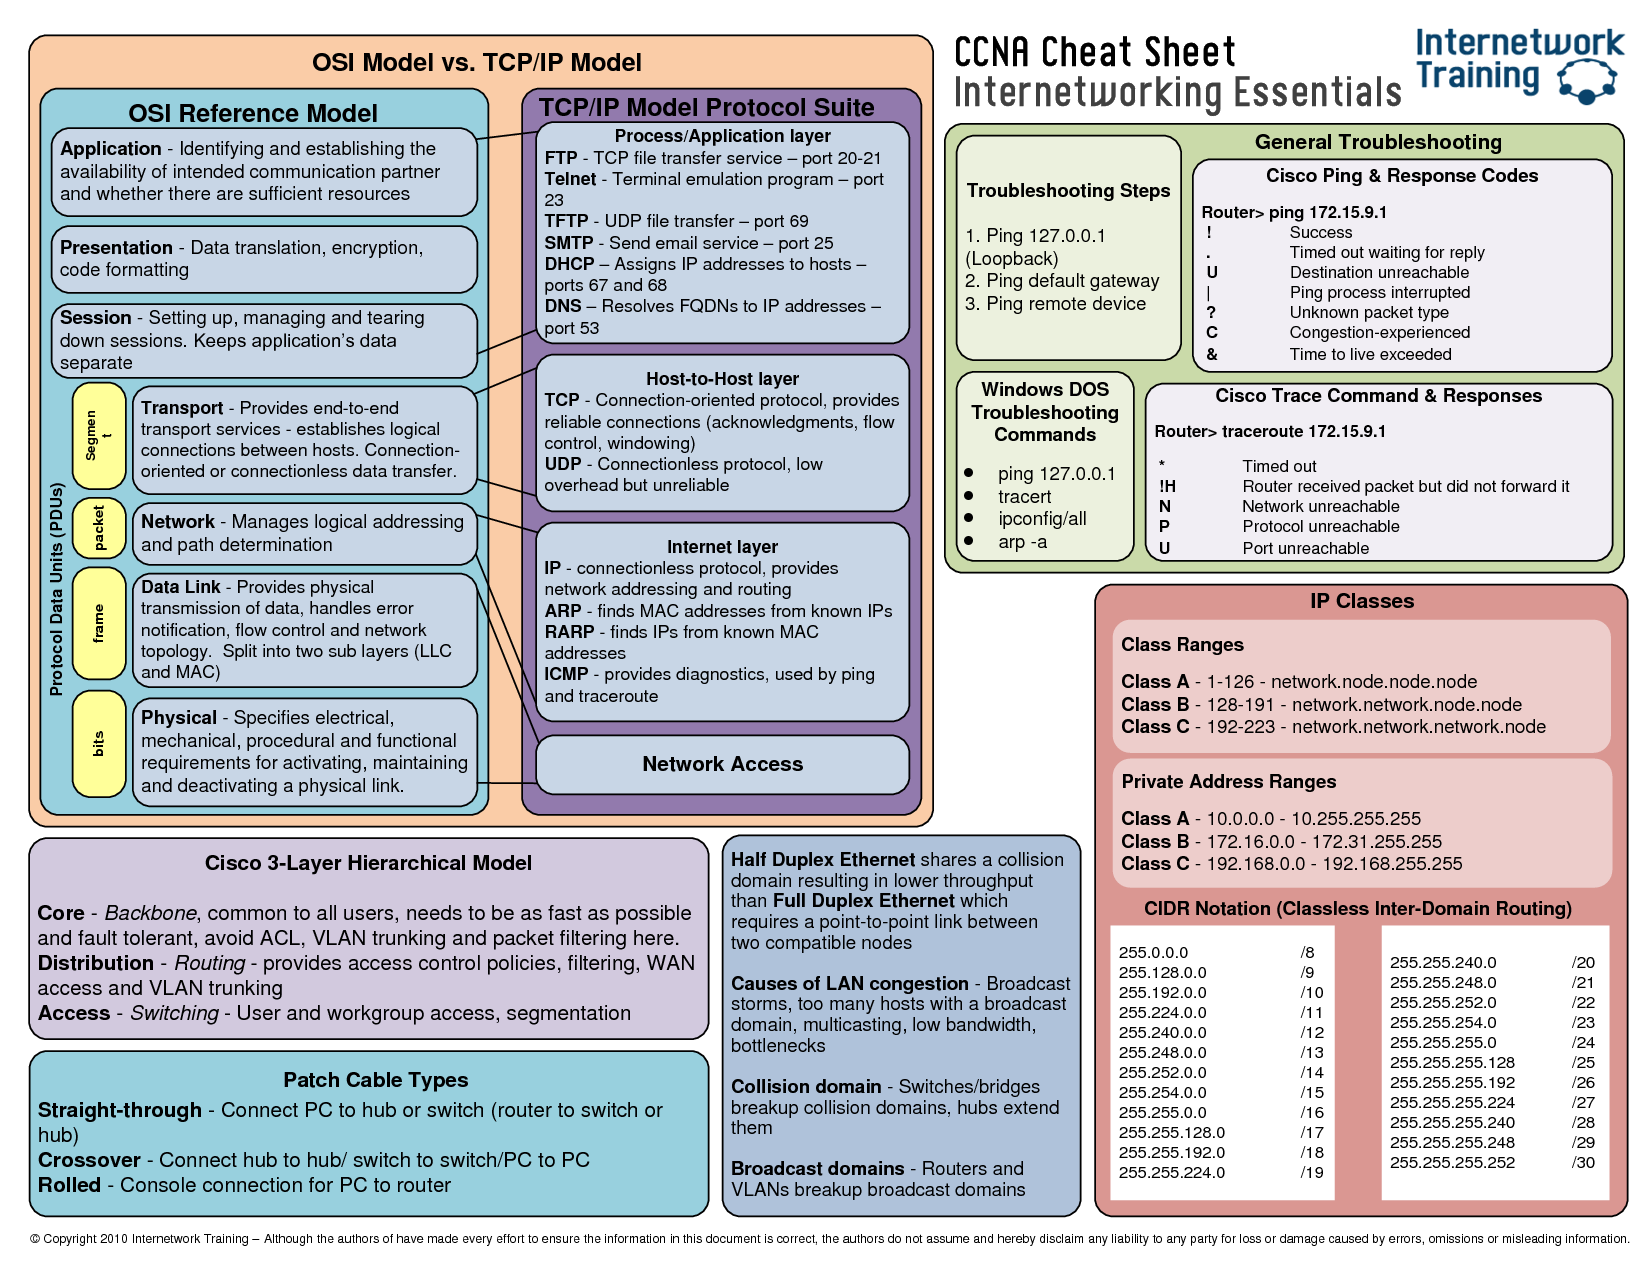 OSI Model vs. TCP/IP Model
OSI Reference Model
Application - Identifying and establishing the
availability of intended communication partner
and whether there are sufficient resources
Presentation - Data translation, encryption,
code formatting
Session - Setting up, managing and tearing
down sessions. Keeps application's data
separate
Protocol Data Units (PDUs)
Segmen
t
Transport - Provides end-to-end
transport services - establishes logical
connections between hosts. Connection-
oriented or connectionless data transfer.
packet
Network - Manages logical addressing
and path determination
frame
Data Link - Provides physical
transmission of data, handles error
notification, flow control and network
topology.  Split into two sub layers (LLC
and MAC)
bits
Physical - Specifies electrical,
mechanical, procedural and functional
requirements for activating, maintaining
and deactivating a physical link.
TCP/IP Model Protocol Suite
Process/Application layer
FTP - TCP file transfer service – port 20-21
Telnet - Terminal emulation program – port
23
TFTP - UDP file transfer – port 69
SMTP - Send email service – port 25
DHCP – Assigns IP addresses to hosts –
ports 67 and 68
DNS – Resolves FQDNs to IP addresses –
port 53
Host-to-Host layer
TCP - Connection-oriented protocol, provides
reliable connections (acknowledgments, flow
control, windowing)
UDP - Connectionless protocol, low
overhead but unreliable
Internet layer
IP - connectionless protocol, provides
network addressing and routing
ARP - finds MAC addresses from known IPs
RARP - finds IPs from known MAC
addresses
ICMP - provides diagnostics, used by ping
and traceroute
Network Access
CCNA Cheat Sheet
Internetworking Essentials
Internetwork
Training
General Troubleshooting
Troubleshooting Steps
1. Ping 127.0.0.1
(Loopback)
2. Ping default gateway
3. Ping remote device
Cisco Ping & Response Codes
Router> ping 172.15.9.1
! Success
. Timed out waiting for reply
U Destination unreachable
| Ping process interrupted
? Unknown packet type
C Congestion-experienced
& Time to live exceeded
Windows DOS
Troubleshooting
Commands
• ping 127.0.0.1
• tracert
• ipconfig/all
• arp -a
Cisco Trace Command & Responses
Router> traceroute 172.15.9.1
* Timed out
!H Router received packet but did not forward it
N Network unreachable
P Protocol unreachable
U Port unreachable
IP Classes
Class Ranges
Class A - 1-126 - network.node.node.node
Class B - 128-191 - network.network.node.node
Class C - 192-223 - network.network.network.node
Private Address Ranges
Class A - 10.0.0.0 - 10.255.255.255
Class B - 172.16.0.0 - 172.31.255.255
Class C - 192.168.0.0 - 192.168.255.255
CIDR Notation (Classless Inter-Domain Routing)
255.0.0.0 /8
255.128.0.0 /9
255.192.0.0 /10
255.224.0.0 /11
255.240.0.0 /12
255.248.0.0 /13
255.252.0.0 /14
255.254.0.0 /15
255.255.0.0 /16
255.255.128.0 /17
255.255.192.0 /18
255.255.224.0 /19
255.255.240.0 /20
255.255.248.0 /21
255.255.252.0 /22
255.255.254.0 /23
255.255.255.0 /24
255.255.255.128 /25
255.255.255.192 /26
255.255.255.224 /27
255.255.255.240 /28
255.255.255.248 /29
255.255.255.252 /30
Cisco 3-Layer Hierarchical Model
Core - Backbone, common to all users, needs to be as fast as possible
and fault tolerant, avoid ACL, VLAN trunking and packet filtering here.
Distribution - Routing - provides access control policies, filtering, WAN
access and VLAN trunking
Access - Switching - User and workgroup access, segmentation
Patch Cable Types
Straight-through - Connect PC to hub or switch (router to switch or
hub)
Crossover - Connect hub to hub/ switch to switch/PC to PC
Rolled - Console connection for PC to router
Half Duplex Ethernet shares a collision
domain resulting in lower throughput
than Full Duplex Ethernet which
requires a point-to-point link between
two compatible nodes
Causes of LAN congestion - Broadcast
storms, too many hosts with a broadcast
domain, multicasting, low bandwidth,
bottlenecks
Collision domain - Switches/bridges
breakup collision domains, hubs extend
them
Broadcast domains - Routers and
VLANs breakup broadcast domains
© Copyright 2010 Internetwork Training – Although the authors of have made every effort to ensure the information in this document is correct, the authors do not assume and hereby disclaim any liability to any party for loss or damage caused by errors, omissions or misleading information.